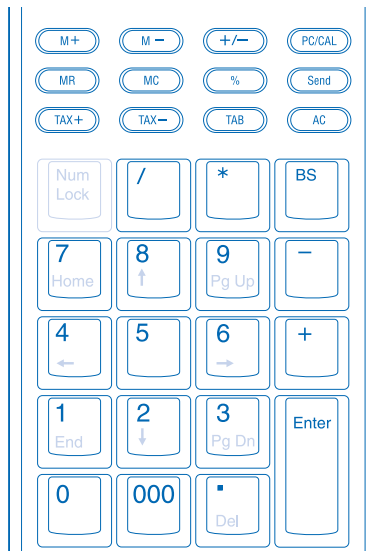 M+ M − +/− PC/CAL
MR MC % Send
TAX+ TAX− TAB AC
Num
Lock
/ * BS
7 8 9 −
Home ↑ Pg Up
4 5 6 +
← →
1 2 3 Enter
End ↓ Pg Dn
0 000 .
Del